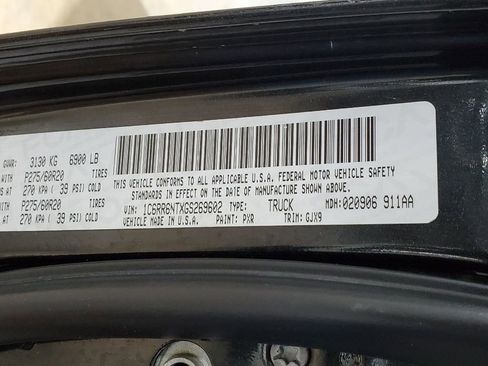 GVWR: 3130 KG 6900 LB
WITH P275/60R20 TIRES
AT 270 KPA ( 39 PSI) COLD
WITH P275/60R20 TIRES
AT 270 KPA ( 39 PSI) COLD
THIS VEHICLE CONFORMS TO ALL APPLICABLE U.S.A. FEDERAL MOTOR VEHICLE SAFETY
STANDARDS IN EFFECT ON THE DATE OF MANUFACTURE SHOWN ABOVE.
VIN: 1C6RR6NTXGS269602 TYPE: TRUCK MDH: 020906 911AA
VEHICLE MADE IN U.S.A. PAINT: PXR TRIM: GJX9